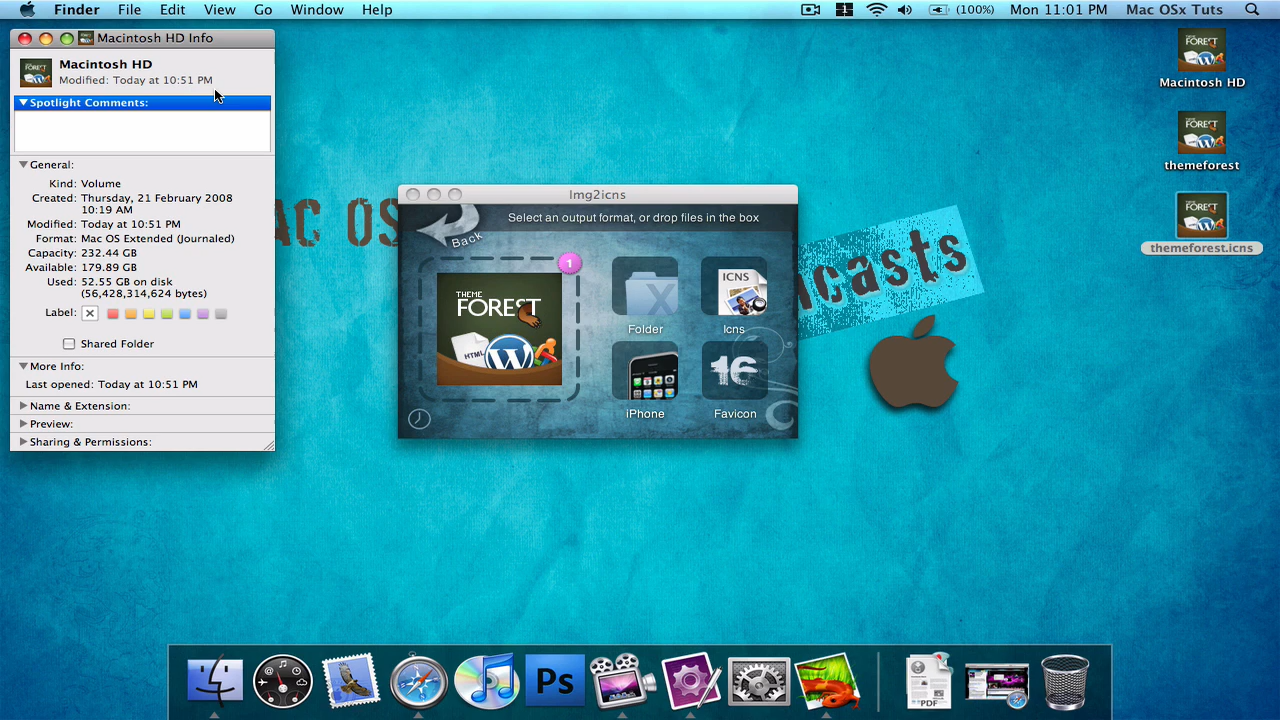 Finder File Edit View Go Window Help
1 (100%) Mon 11:01 PM Mac OSx Tuts
Macintosh HD Info
Macintosh HD
Modified: Today at 10:51 PM
Spotlight Comments:
General:
Kind: Volume
Created: Thursday, 21 February 2008
10:19 AM
Modified: Today at 10:51 PM
Format: Mac OS Extended (Journaled)
Capacity: 232.44 GB
Available: 179.89 GB
Used: 52.55 GB on disk
(56,428,314,624 bytes)
Label:
Shared Folder
More Info:
Last opened: Today at 10:51 PM
Name & Extension:
Preview:
Sharing & Permissions:
MAC OS
ncasts
Img2icns
Back
Select an output format, or drop files in the box
1
THEME
FOREST
HTML
W
Folder
ICNS
Icns
iPhone
16
Favicon
FOREST
Macintosh HD
FOREST
themeforest
FOREST
themeforest.icns
Ps
PDF